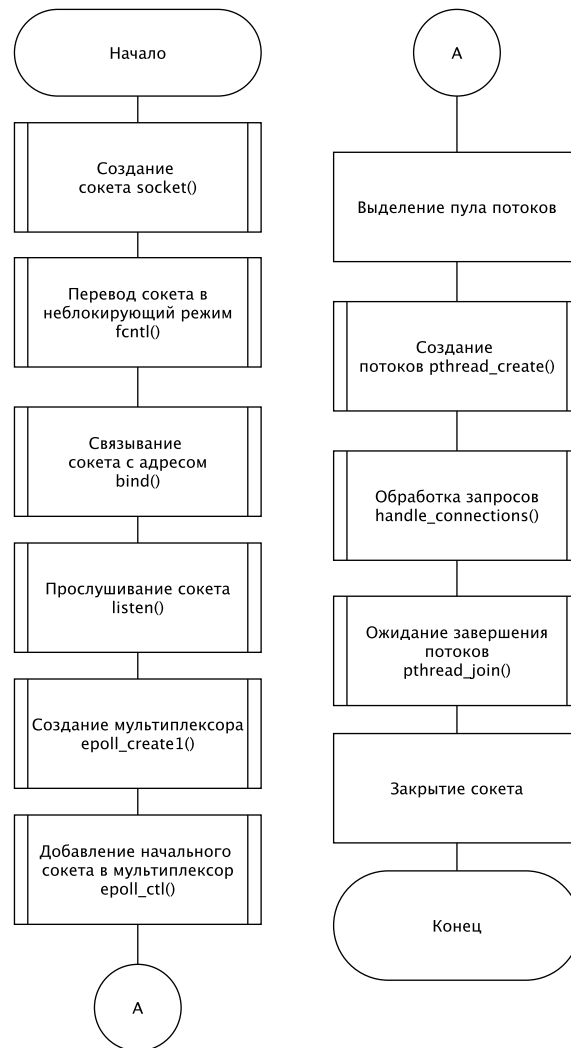 Начало
Создание
сокета socket()
Перевод сокета в
неблокирующий режим
fcntl()
Связывание
сокета с адресом
bind()
Прослушивание сокета
listen()
Создание мультиплексора
epoll_create1()
Добавление начального
сокета в мультиплексор
epoll_ctl()
А
А
Выделение пула потоков
Создание
потоков pthread_create()
Обработка запросов
handle_connections()
Ожидание завершения
потоков
pthread_join()
Закрытие сокета
Конец